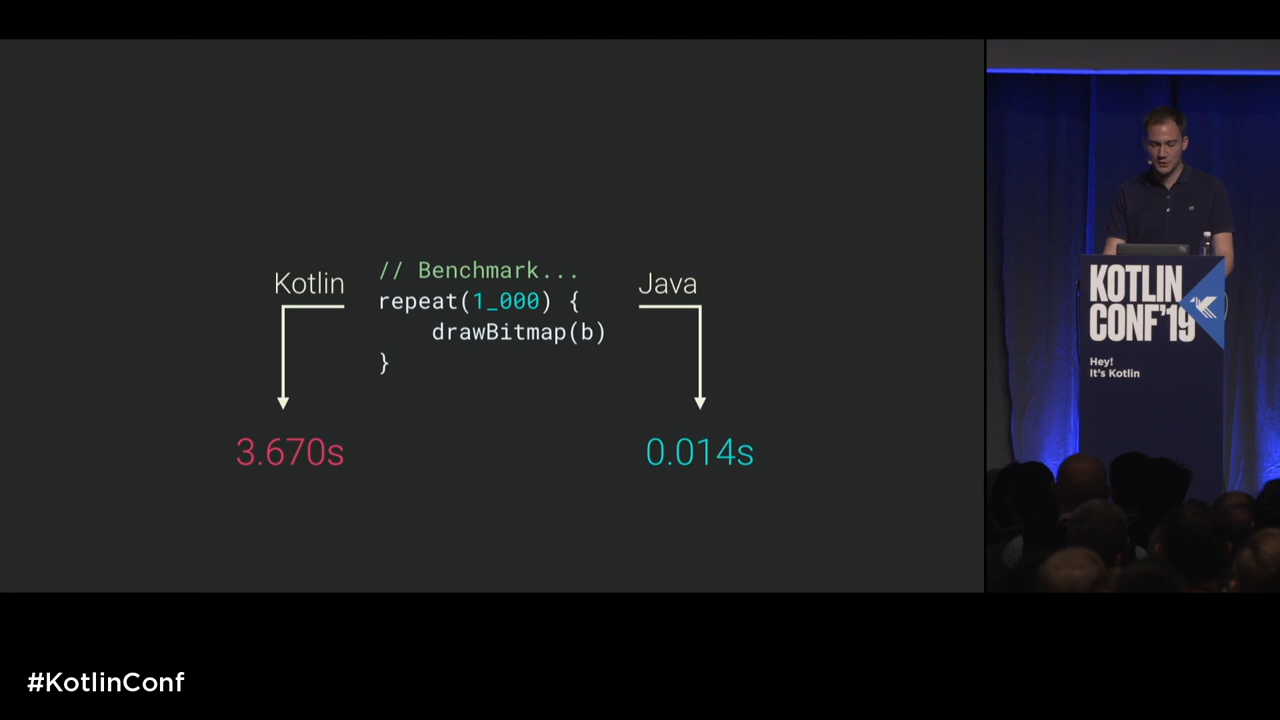 Kotlin
// Benchmark...
repeat(1_000) {
drawBitmap(b)
}
Java
3.670s
0.014s
KOTLIN
CONF'19
Hey!
It's Kotlin
#KotlinConf